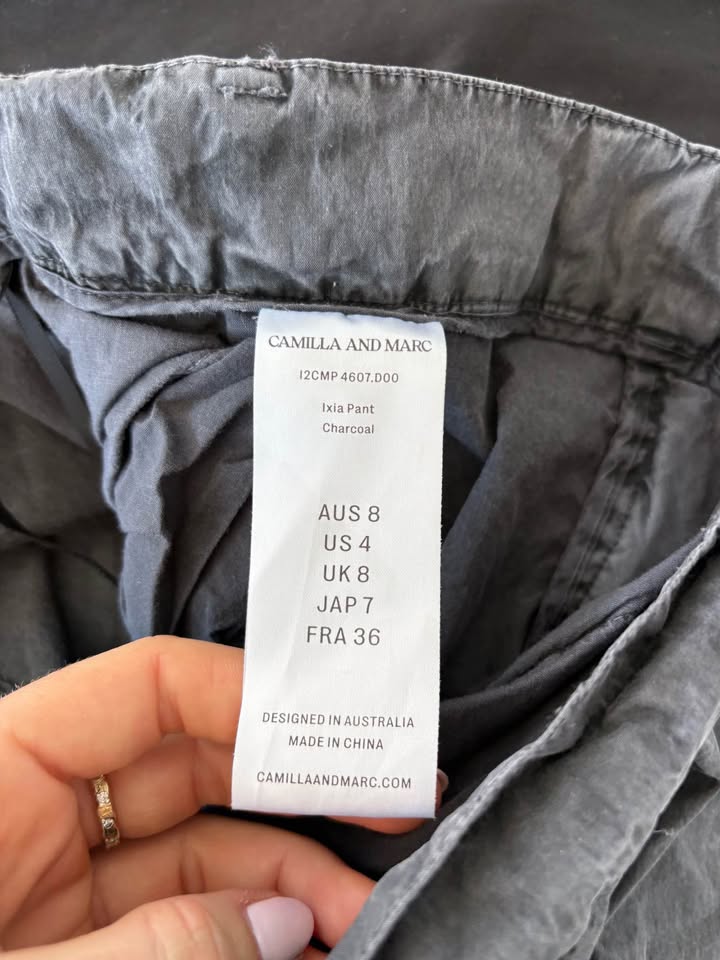 CAMILLA AND MARC
I2CMP 4607.D00
Ixia Pant
Charcoal
AUS 8
US 4
UK 8
JAP 7
FRA 36
DESIGNED IN AUSTRALIA
MADE IN CHINA
CAMILLAANDMARC.COM